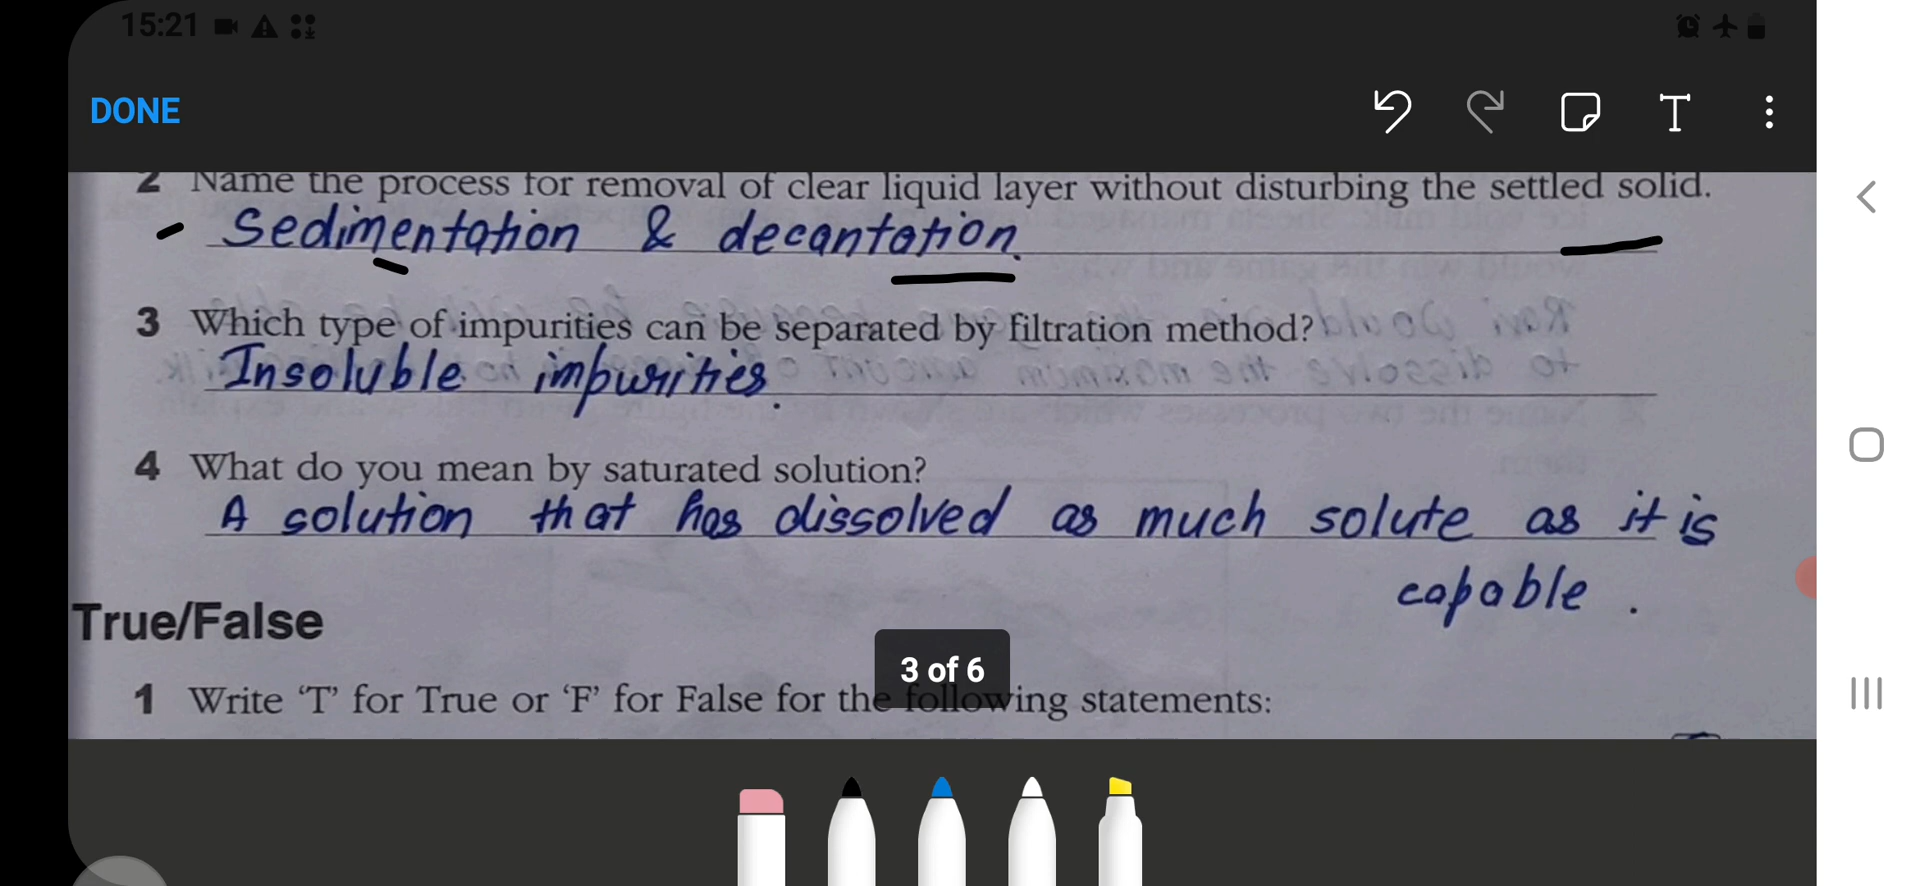 15:21
DONE
T
2 Name the process for removal of clear liquid layer without disturbing the settled solid.
Sedimentation & decantation.
3 Which type of impurities can be separated by filtration method?
Insoluble impurities.
4 What do you mean by saturated solution?
A solution that has dissolved as much solute as it is
capable.
True/False
3 of 6
1 Write ‘T’ for True or ‘F’ for False for the following statements: